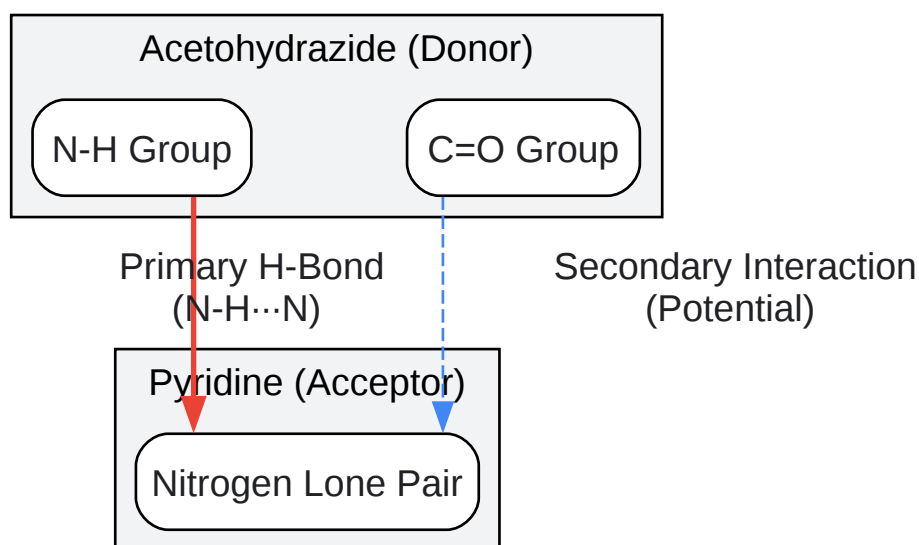 Acetohydrazide (Donor)
N-H Group
C=O Group
Primary H-Bond
(N-H···N)
Secondary Interaction
(Potential)
Pyridine (Acceptor)
Nitrogen Lone Pair